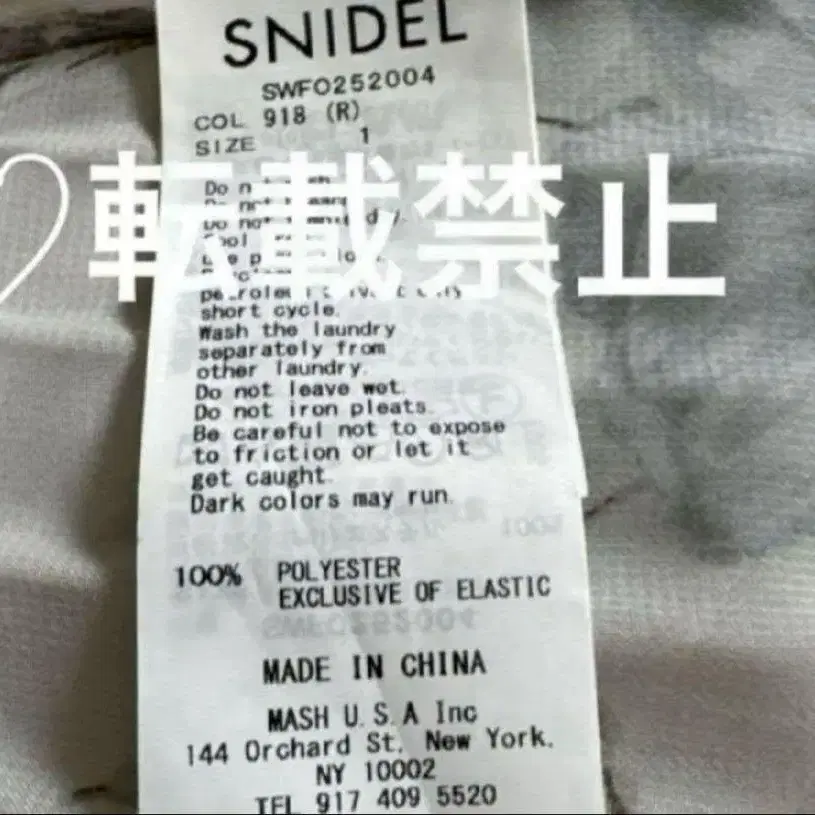 SNIDEL
SWFO252004
COL 918 (R)
SIZE 1
転載禁止
Do
short cycle.
Wash the laundry
separately from
other laundry.
Do not leave wet.
Do not iron pleats.
Be careful not to expose
to friction or let it
get caught.
Dark colors may run.
100% POLYESTER
EXCLUSIVE OF ELASTIC
MADE IN CHINA
MASH U.S.A Inc
144 Orchard St. New York.
NY 10002
TEL 917 409 5520